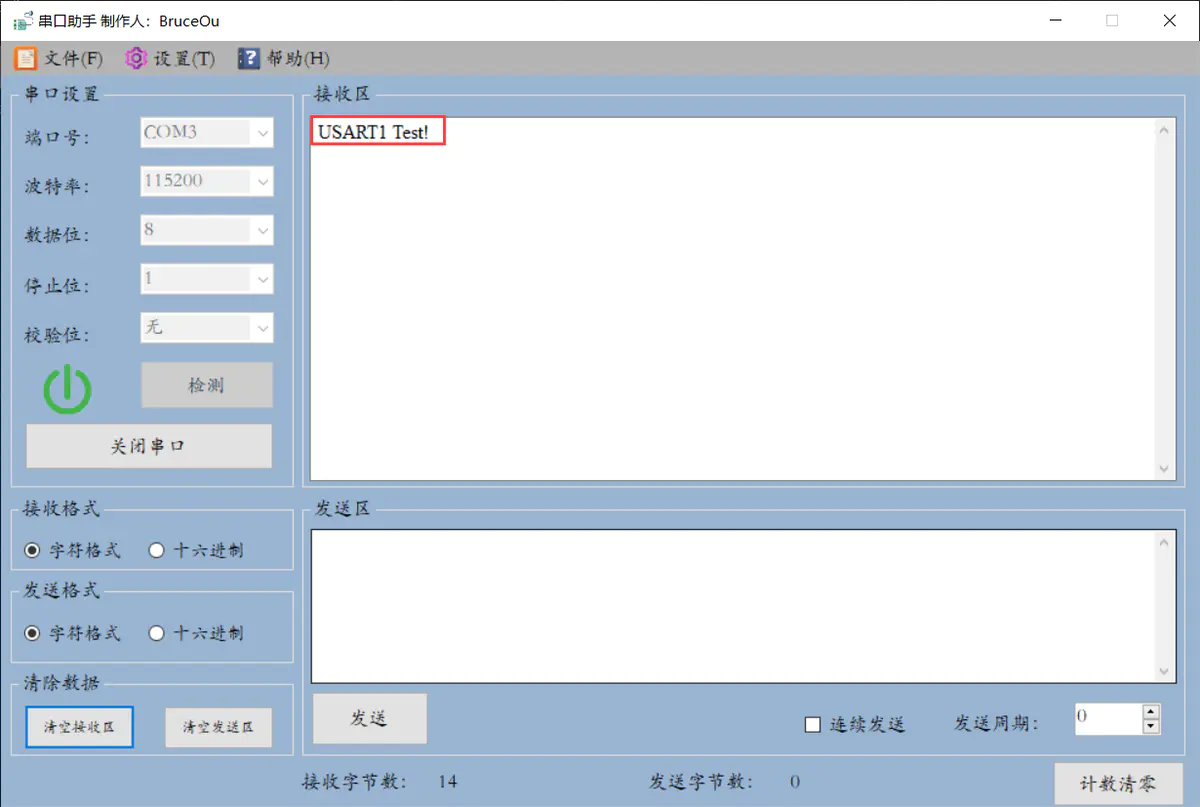 串口助手 制作人：BruceOu
文件(F) 设置(T) 帮助(H)
串口设置
端口号: COM3
波特率: 115200
数据位: 8
停止位: 1
校验位: 无
检测
关闭串口
接收格式
字符格式 十六进制
发送格式
字符格式 十六进制
清除数据
清空接收区 清空发送区
接收区
USART1 Test!
发送区
发送 连续发送 发送周期: 0
接收字节数: 14 发送字节数: 0 计数清零